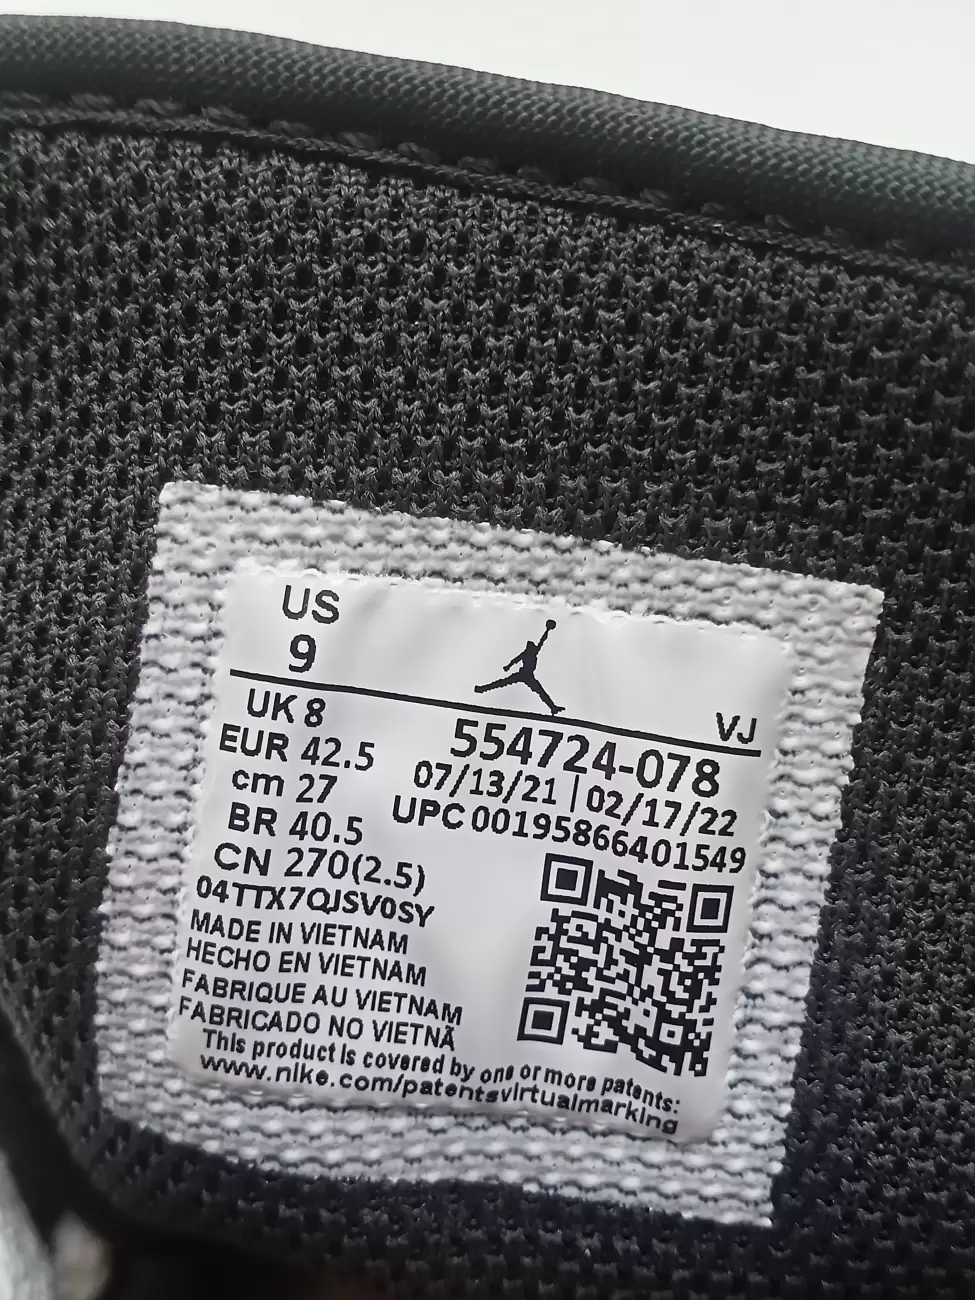 US
9
VJ
UK 8
554724-078
EUR 42.5
07/13/21 | 02/17/22
cm 27
UPC 00195866401549
BR 40.5
CN 270(2.5)
04TTX7QJSV0SY
MADE IN VIETNAM
HECHO EN VIETNAM
FABRIQUE AU VIETNAM
FABRICADO NO VIETNÃ
This product is covered by one or more patents:
www.nike.com/patentsvirtualmarking